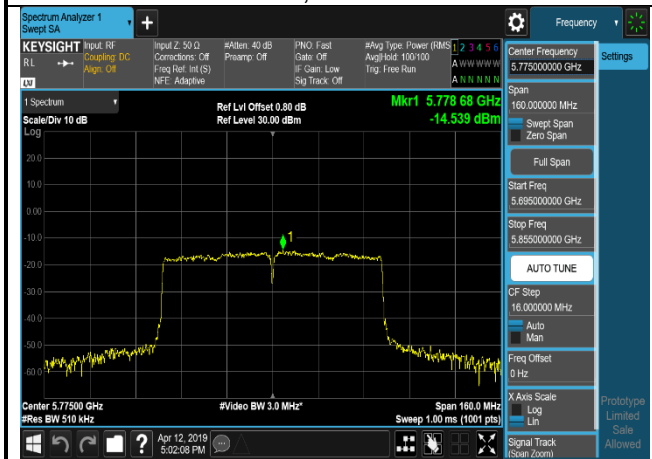 Spectrum Analyzer 1
Swept SA
+
Frequency
KEYSIGHT
RL
LXI
Input: RF
Coupling: DC
Align: Off
Input Z: 50 Ω
Corrections: Off
Freq Ref: Int (S)
NFE: Adaptive
#Atten: 40 dB
Preamp: Off
PNO: Fast
Gate: Off
IF Gain: Low
Sig Track: Off
#Avg Type: Power (RMS
Avg|Hold: 100/100
Trig: Free Run
1 2 3 4 5 6
A W W W W W
A N N N N N
1 Spectrum
Scale/Div 10 dB
Log
Ref Lvl Offset 0.80 dB
Ref Level 30.00 dBm
Mkr1 5.778 68 GHz
-14.539 dBm
20.0
10.0
0.00
-10.0
-20.0
-30.0
-40.0
-50.0
-60.0
1
Center 5.77500 GHz
#Res BW 510 kHz
#Video BW 3.0 MHz*
Span 160.0 MHz
Sweep 1.00 ms (1001 pts)
Apr 12, 2019
5:02:08 PM
?
Center Frequency
5.775000000 GHz
Span
160.000000 MHz
Swept Span
Zero Span
Full Span
Start Freq
5.695000000 GHz
Stop Freq
5.855000000 GHz
AUTO TUNE
CF Step
16.000000 MHz
Auto
Man
Freq Offset
0 Hz
X Axis Scale
Log
Lin
Signal Track
(Span Zoom)
Settings
Prototype
Limited
Sale
Allowed